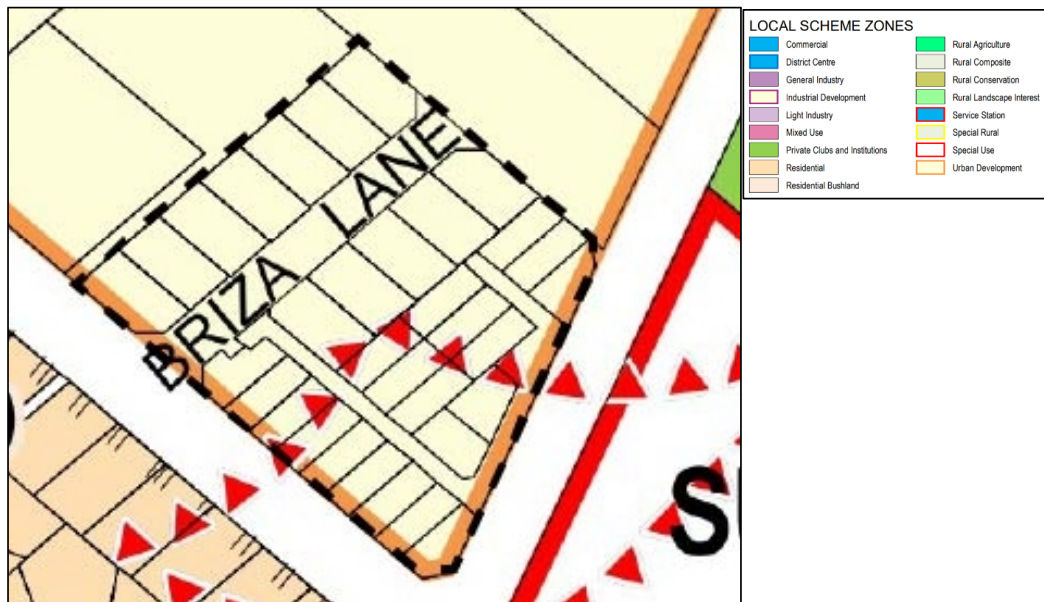 BRIZA LANE
LOCAL SCHEME ZONES
Commercial
District Centre
General Industry
Industrial Development
Light Industry
Mixed Use
Private Clubs and Institutions
Residential
Residential Bushland
Rural Agriculture
Rural Composite
Rural Conservation
Rural Landscape Interest
Service Station
Special Rural
Special Use
Urban Development